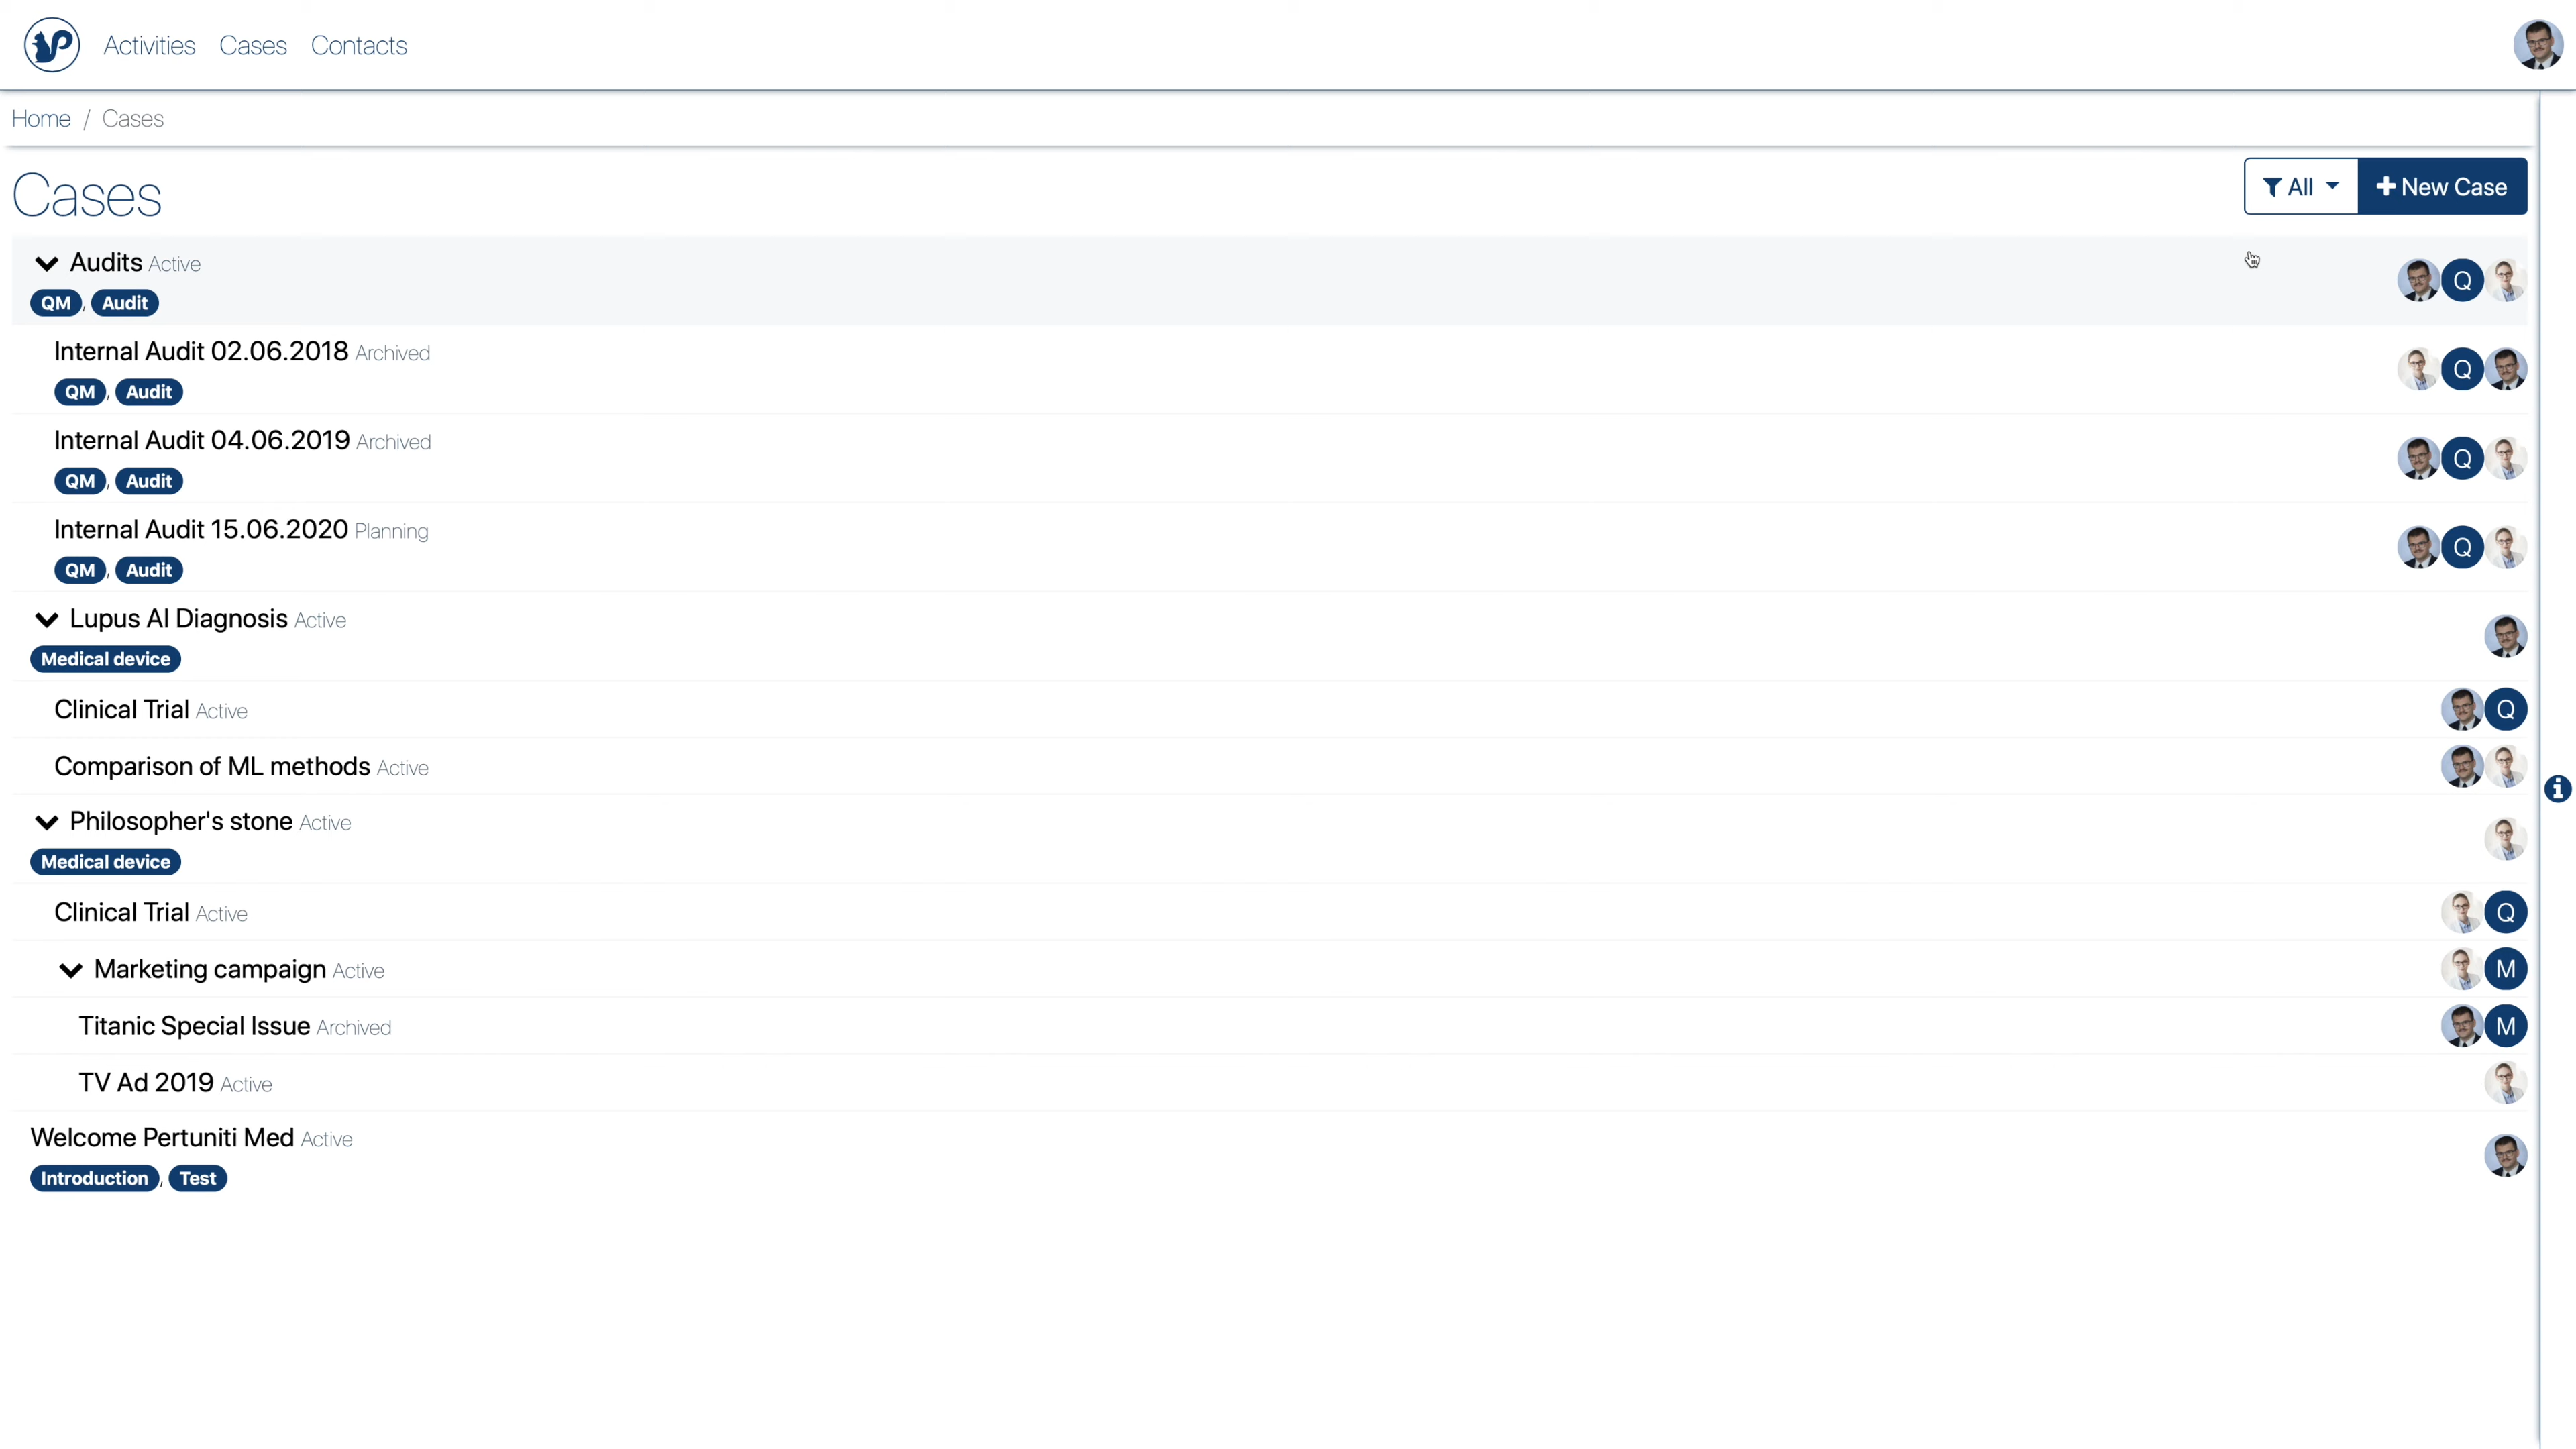 Activities Cases Contacts
Home / Cases
Cases
All New Case
Audits Active
Q
QM, Audit
Internal Audit 02.06.2018 Archived
Q
QM, Audit
Internal Audit 04.06.2019 Archived
Q
QM, Audit
Internal Audit 15.06.2020 Planning
Q
QM, Audit
Lupus AI Diagnosis Active
Medical device
Clinical Trial Active Q
Comparison of ML methods Active
Philosopher's stone Active
Medical device
Clinical Trial Active Q
Marketing campaign Active M
Titanic Special Issue Archived M
TV Ad 2019 Active
Welcome Pertuniti Med Active
Introduction, Test